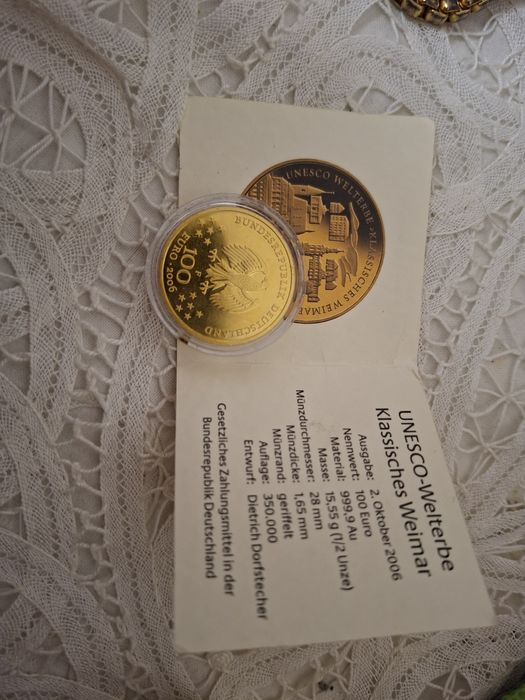 UNESCO WELTERBE ›KLASSISCHES WEIMAR
BUNDESREPUBLIK DEUTSCHLAND
F
100
EURO 2006
UNESCO-Welterbe
Klassisches Weimar
Ausgabe: 2. Oktober 2006
Nennwert: 100 Euro
Material: 999,9 Au
Masse: 15,55 g (1/2 Unze)
Münzdurchmesser: 28 mm
Münzdicke: 1,65 mm
Münzrand: geriffelt
Auflage: 350.000
Entwurf: Dietrich Dorfstecher
Gesetzliches Zahlungsmittel in der
Bundesrepublik Deutschland